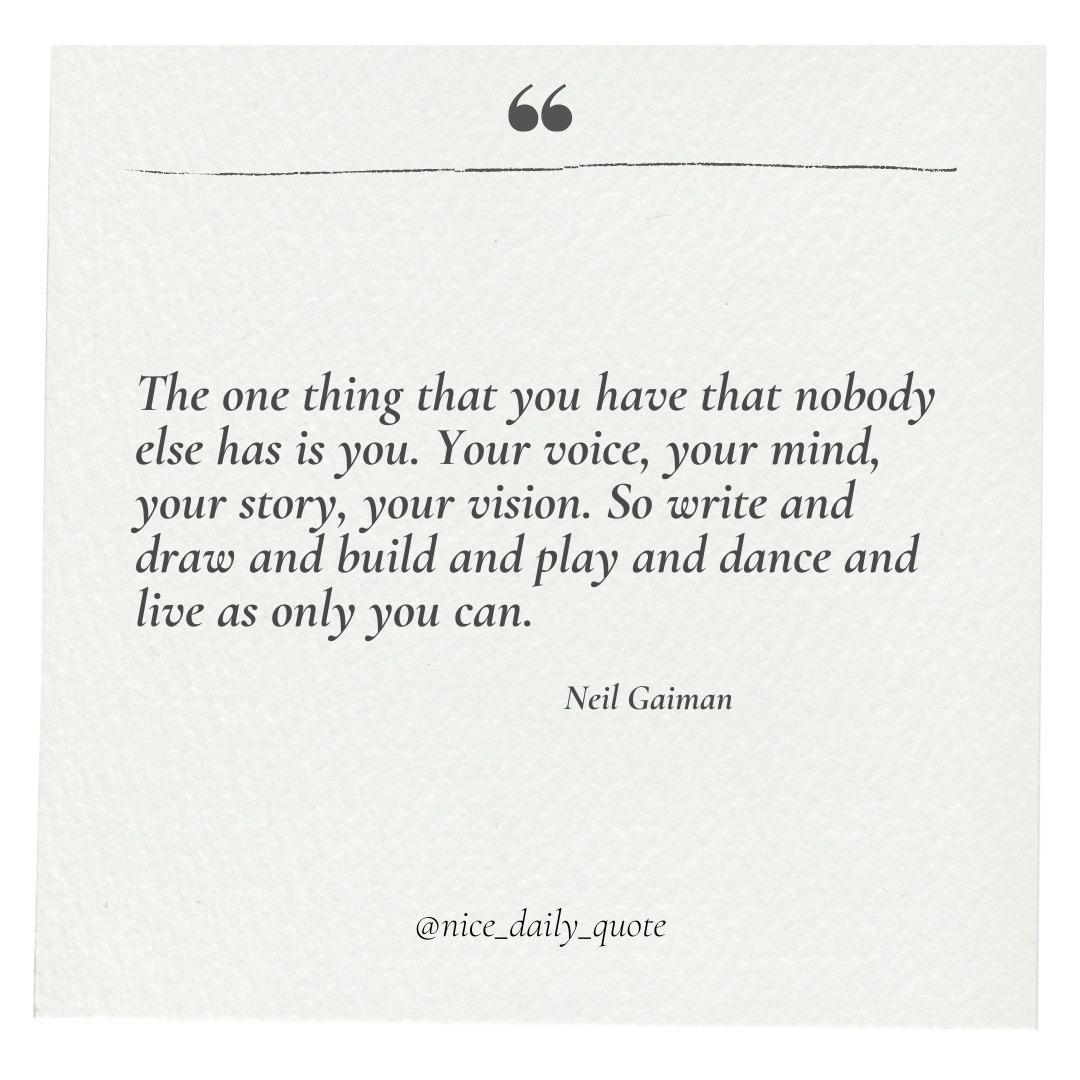 “
The one thing that you have that nobody
else has is you. Your voice, your mind,
your story, your vision. So write and
draw and build and play and dance and
live as only you can.
Neil Gaiman
@nice_daily_quote